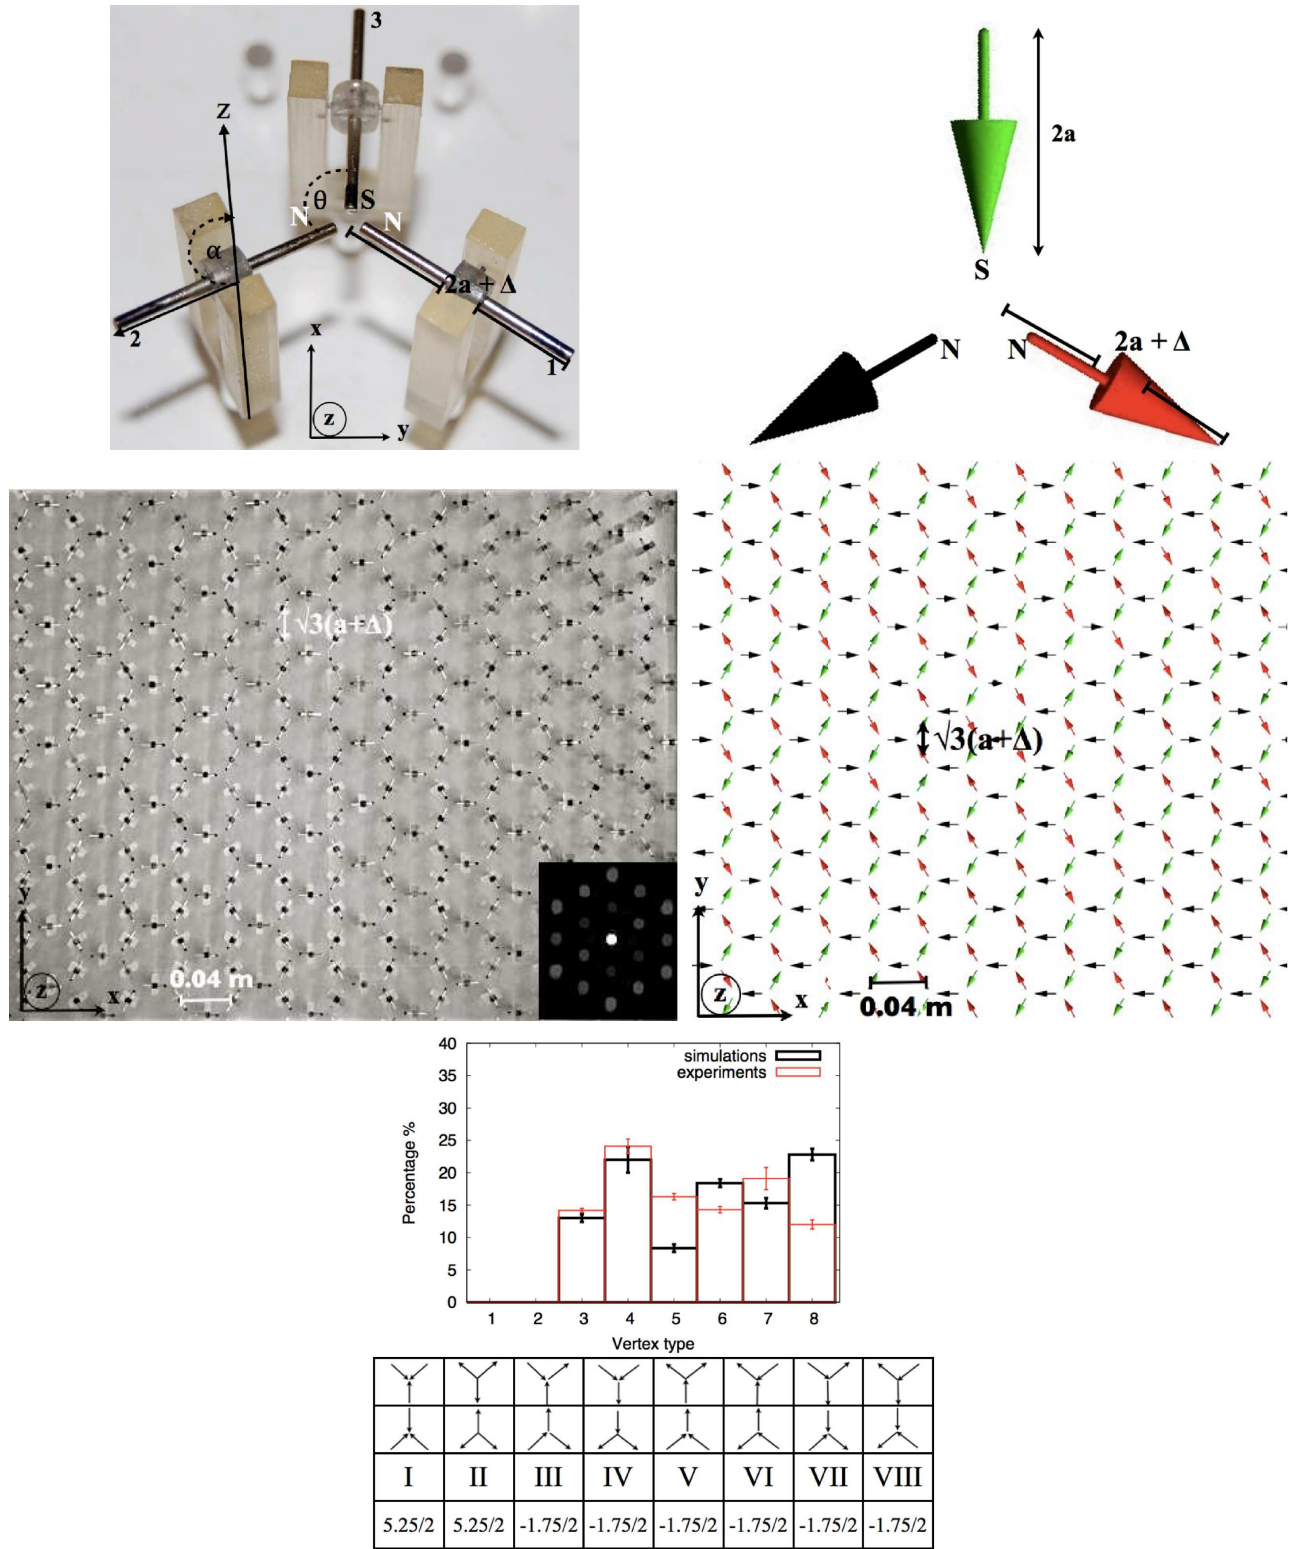 3
Z
θ
S
N
N
α
2a + Δ
2
1
x
z
y
2a
S
N
N
2a + Δ
√3(a+Δ)
y
0.04 m
z
x
√3(a+Δ)
y
z
x
0.04 m
40
35
30
25
20
15
10
5
0
simulations
experiments
Percentage %
1 2 3 4 5 6 7 8
Vertex type
I II III IV V VI VII VIII
5.25/2 5.25/2 -1.75/2 -1.75/2 -1.75/2 -1.75/2 -1.75/2 -1.75/2